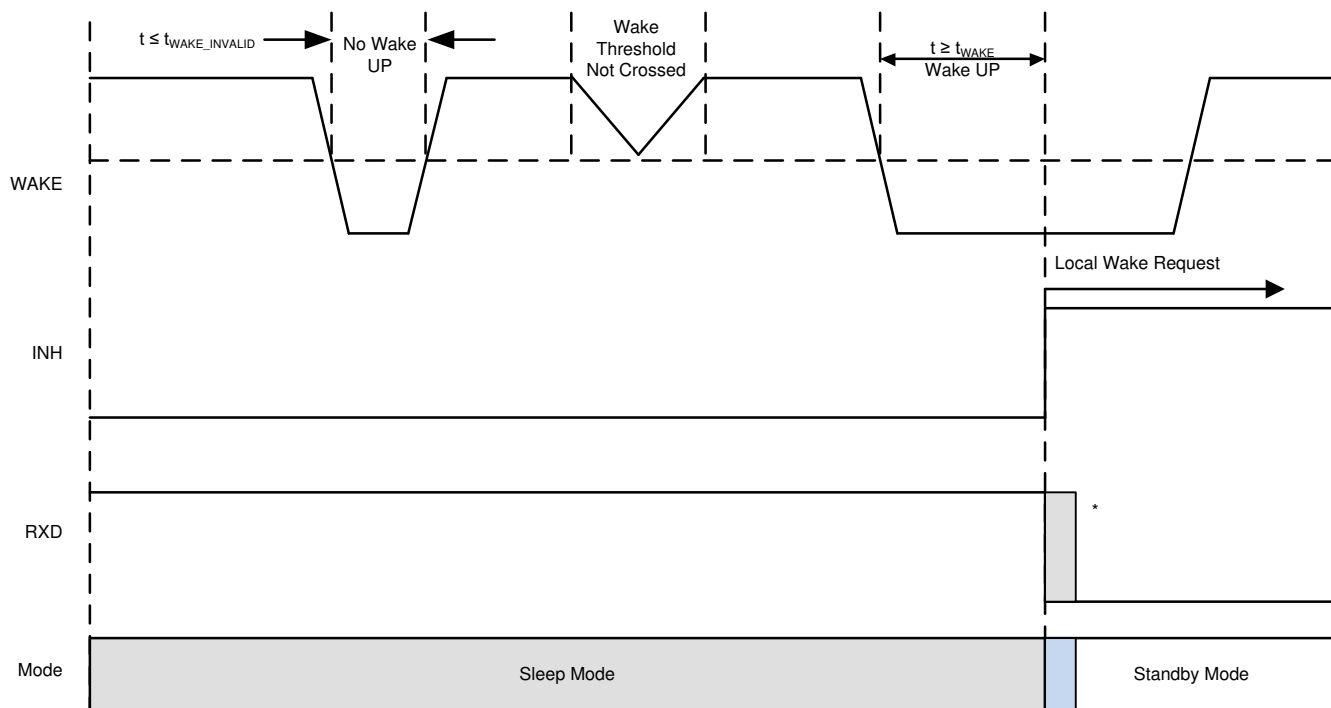 t ≤ tWAKE_INVALID
No Wake
UP
Wake
Threshold
Not Crossed
t ≥ tWAKE
Wake UP
WAKE
Local Wake Request
INH
RXD
*
Mode
Sleep Mode
Standby Mode